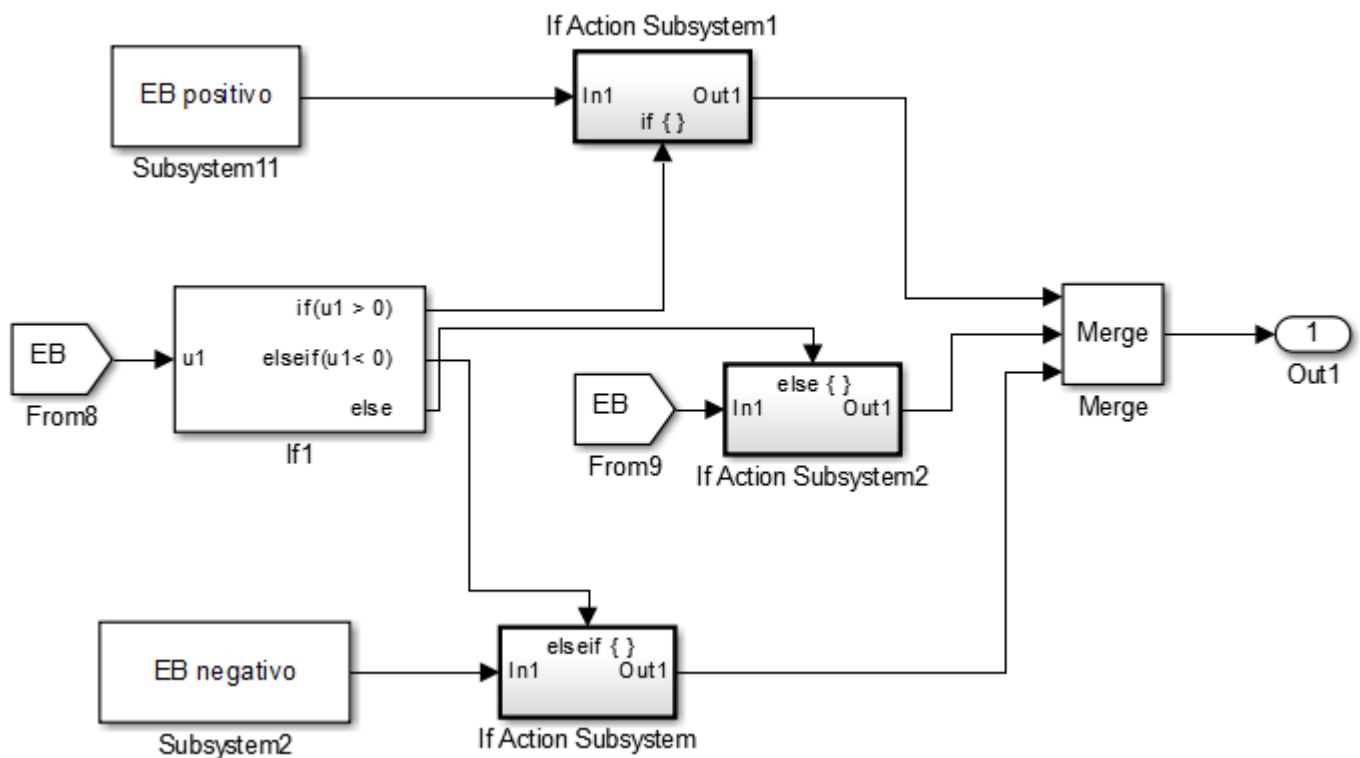 If Action Subsystem1
EB positivo
In1
Out1
if { }
Subsystem11
EB
From8
u1
if(u1 > 0)
elseif(u1< 0)
else
If1
EB
From9
else { }
In1
Out1
If Action Subsystem2
Merge
Merge
1
Out1
EB negativo
Subsystem2
elseif { }
In1
Out1
If Action Subsystem